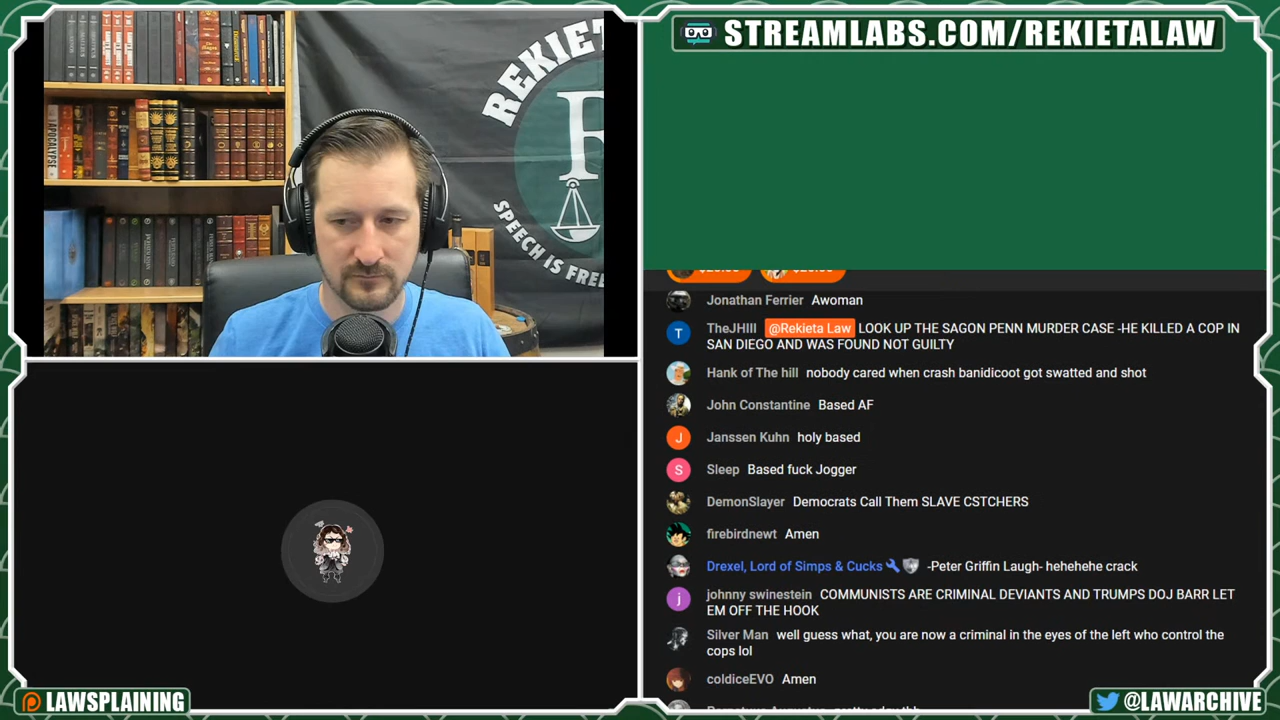 STREAMLABS.COM/REKIETALAW
APOCALYPSE
REKIET
R
SPEECH IS FREE
Jonathan Ferrier Awoman
T TheJHIII @Rekieta Law LOOK UP THE SAGON PENN MURDER CASE -HE KILLED A COP IN
SAN DIEGO AND WAS FOUND NOT GUILTY
Hank of The hill nobody cared when crash banidicoot got swatted and shot
John Constantine Based AF
J Janssen Kuhn holy based
S Sleep Based fuck Jogger
DemonSlayer Democrats Call Them SLAVE CSTCHERS
firebirdnewt Amen
Drexel, Lord of Simps & Cucks -Peter Griffin Laugh- hehehehe crack
j johnny swinestein COMMUNISTS ARE CRIMINAL DEVIANTS AND TRUMPS DOJ BARR LET
EM OFF THE HOOK
Silver Man well guess what, you are now a criminal in the eyes of the left who control the
cops lol
coldiceEVO Amen
LAWSPLAINING
@LAWARCHIVE